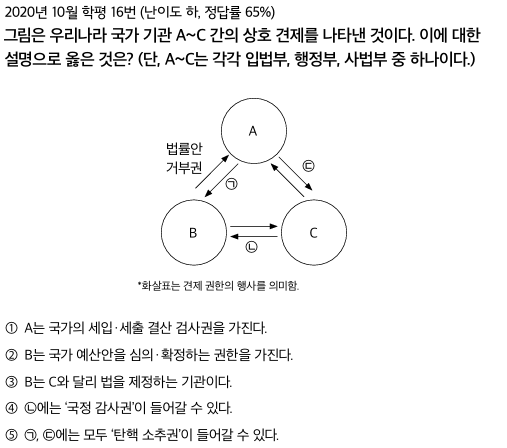 2020년 10월 학평 16번 (난이도 하, 정답률 65%)
그림은 우리나라 국가 기관 A~C 간의 상호 견제를 나타낸 것이다. 이에 대한
설명으로 옳은 것은? (단, A~C는 각각 입법부, 행정부, 사법부 중 하나이다.)
A
법률안
거부권
㉠
㉢
B
C
㉡
*화살표는 견제 권한의 행사를 의미함.
① A는 국가의 세입·세출 결산 검사권을 가진다.
② B는 국가 예산안을 심의·확정하는 권한을 가진다.
③ B는 C와 달리 법을 제정하는 기관이다.
④ ㉡에는 '국정 감사권'이 들어갈 수 있다.
⑤ ㉠, ㉢에는 모두 '탄핵 소추권'이 들어갈 수 있다.